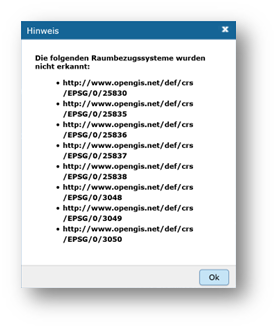 Hinweis
Die folgenden Raumbezugssysteme wurden
nicht erkannt:
• http://www.opengis.net/def/crs
/EPSG/0/25830
• http://www.opengis.net/def/crs
/EPSG/0/25835
• http://www.opengis.net/def/crs
/EPSG/0/25836
• http://www.opengis.net/def/crs
/EPSG/0/25837
• http://www.opengis.net/def/crs
/EPSG/0/25838
• http://www.opengis.net/def/crs
/EPSG/0/3048
• http://www.opengis.net/def/crs
/EPSG/0/3049
• http://www.opengis.net/def/crs
/EPSG/0/3050
Ok